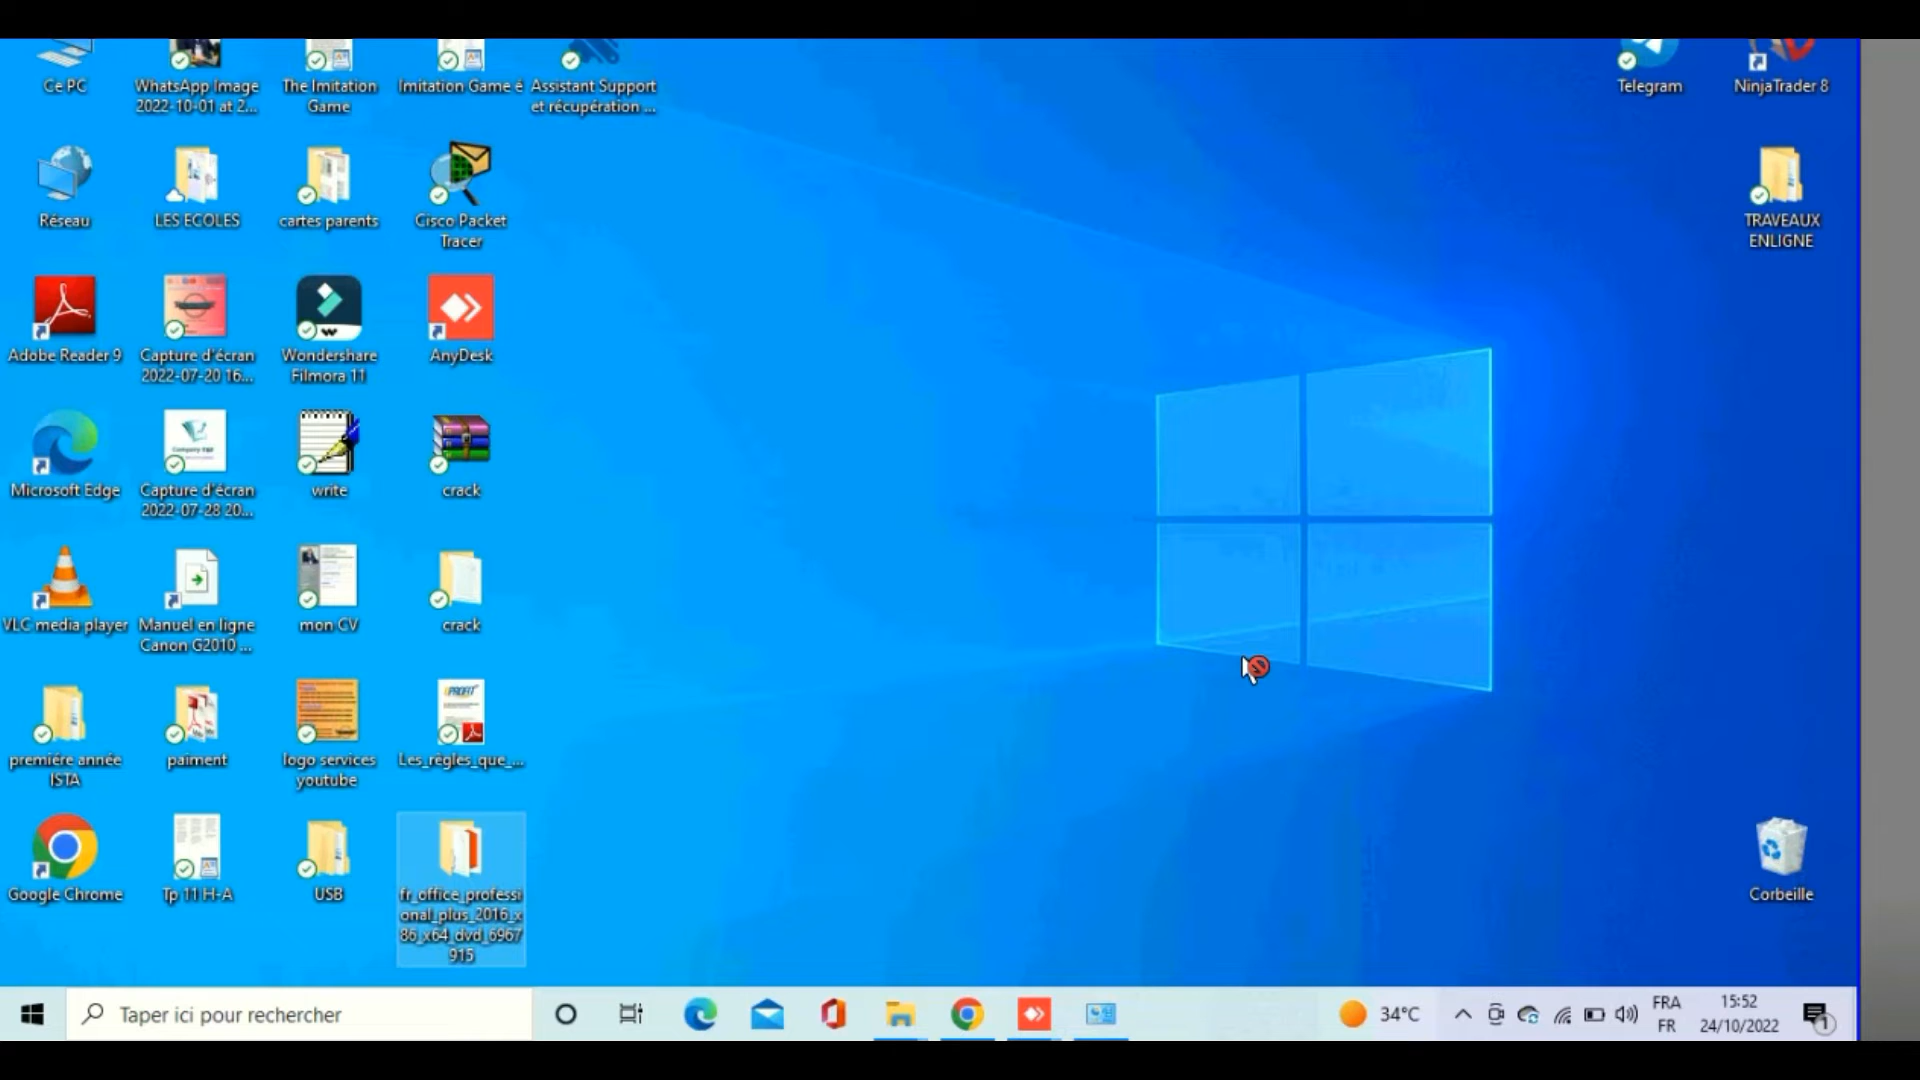 Ce PC
WhatsApp Image
2022-10-01 at 2...
The Imitation
Game
Imitation Game é
Assistant Support
et récupération ...
Telegram
NinjaTrader 8
Réseau
LES ECOLES
cartes parents
Cisco Packet
Tracer
TRAVEAUX
ENLIGNE
Adobe Reader 9
Capture d'écran
2022-07-20 16...
Wondershare
Filmora 11
AnyDesk
Microsoft Edge
Capture d'écran
2022-07-28 20...
write
crack
VLC media player
Manuel en ligne
Canon G2010 ...
mon CV
crack
premiére année
ISTA
paiment
logo services
youtube
Les_règles_que_...
Google Chrome
Tp 11 H-A
USB
fr_office_professi
onal_plus_2016_x
86_x64_dvd_6967
915
Corbeille
Taper ici pour rechercher
34°C
FRA
FR
15:52
24/10/2022
1